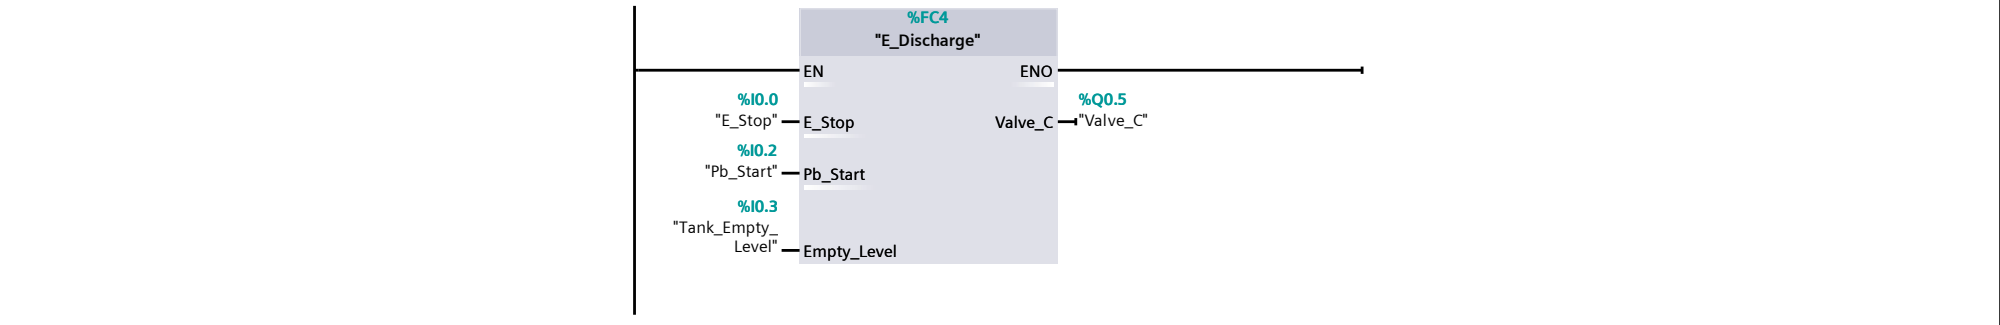 %FC4
"E_Discharge"
EN
ENO
%I0.0
"E_Stop"
E_Stop
Valve_C
%Q0.5
"Valve_C"
%I0.2
"Pb_Start"
Pb_Start
%I0.3
"Tank_Empty_
Level"
Empty_Level